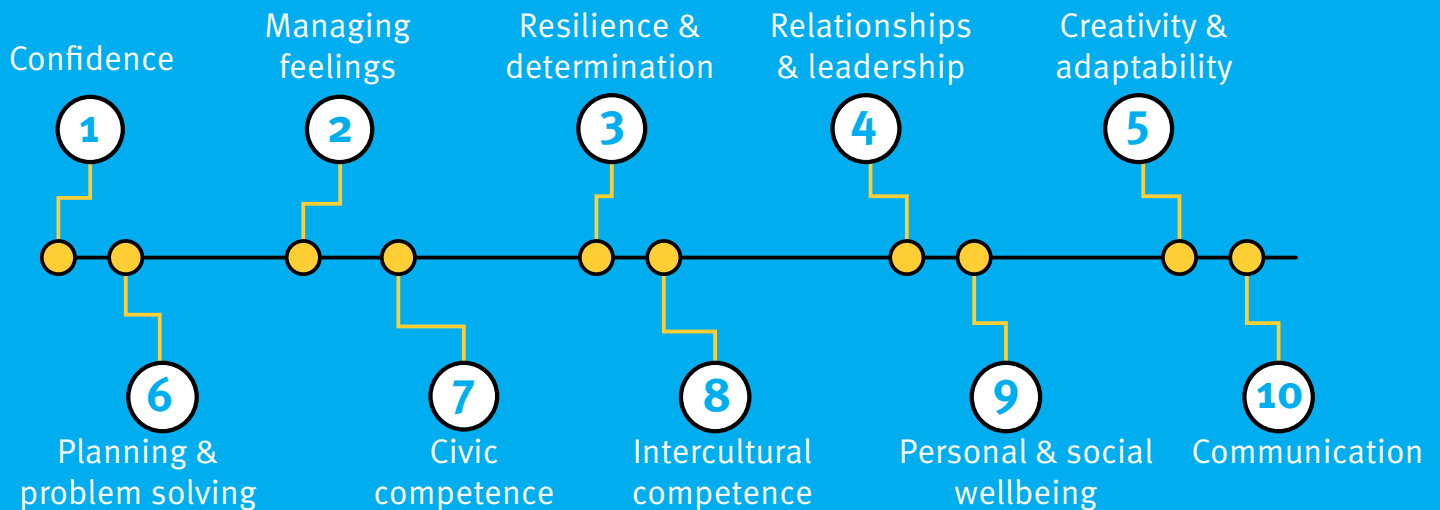 Confidence
1
Managing
feelings
2
Resilience &
determination
3
Relationships
& leadership
4
Creativity &
adaptability
5
6
Planning &
problem solving
7
Civic
competence
8
Intercultural
competence
9
Personal & social
wellbeing
10
Communication